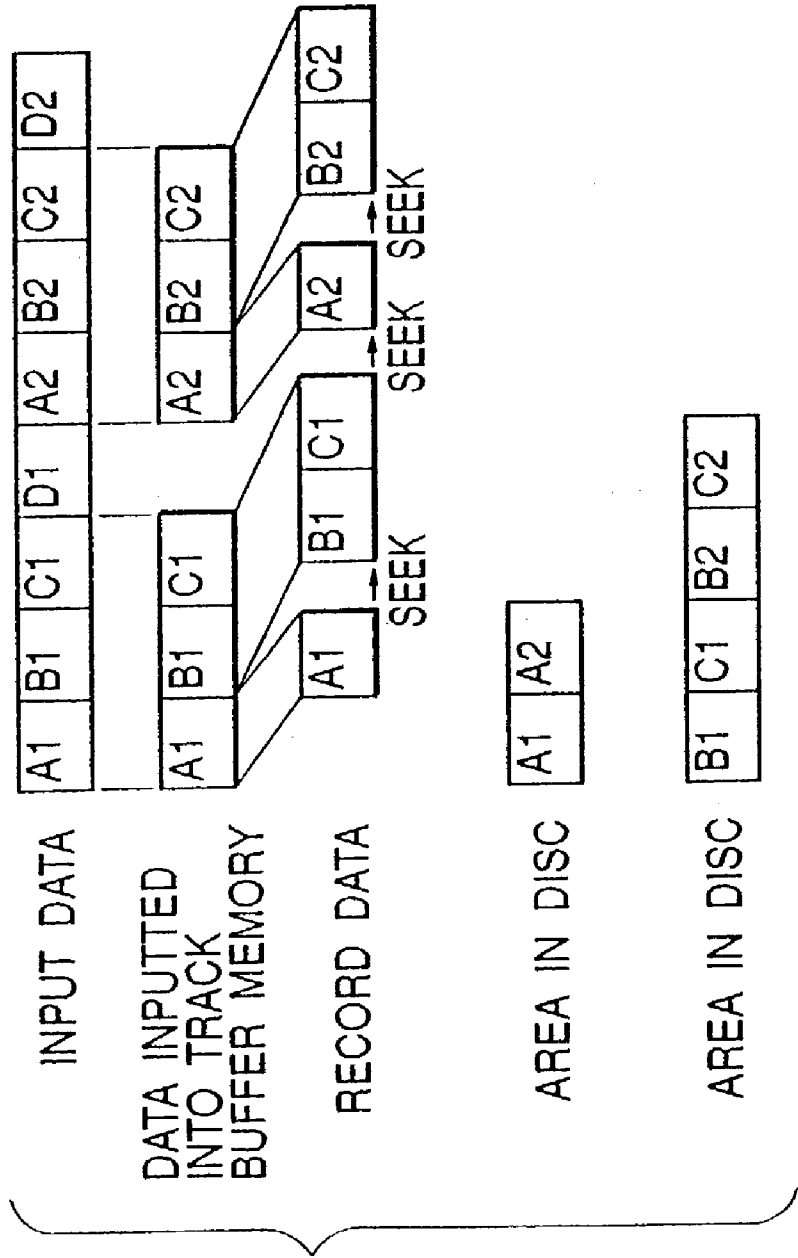 INPUT DATA
A1 B1 C1 D1 A2 B2 C2 D2
DATA INPUTTED
INTO TRACK
BUFFER MEMORY
A1 B1 C1 A2 B2 C2
RECORD DATA
A1 B1 C1 A2 B2 C2
SEEK SEEK SEEK
AREA IN DISC
A1 A2
AREA IN DISC
B1 C1 B2 C2